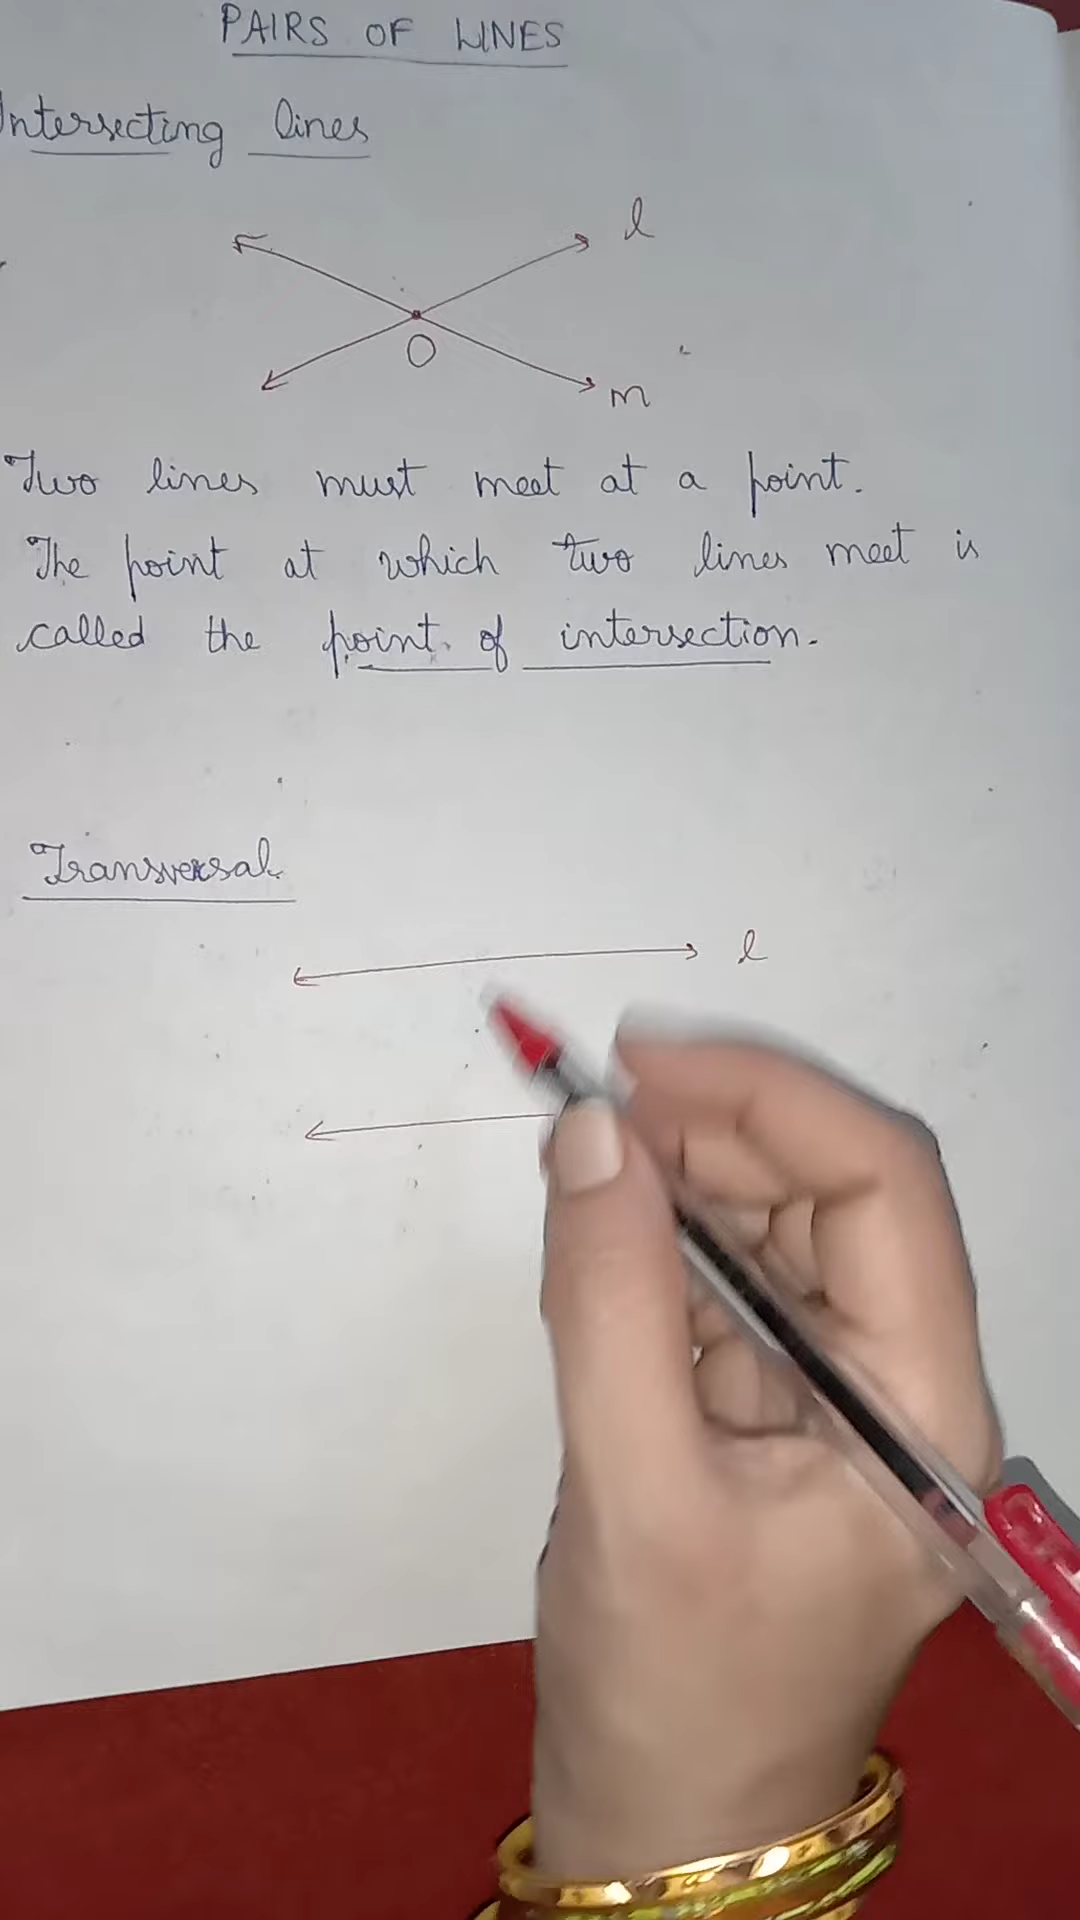 PAIRS OF LINES
Intersecting lines
l
O
m
Two lines must meet at a point.
The point at which two lines meet is
called the point of intersection.
Transversal
l